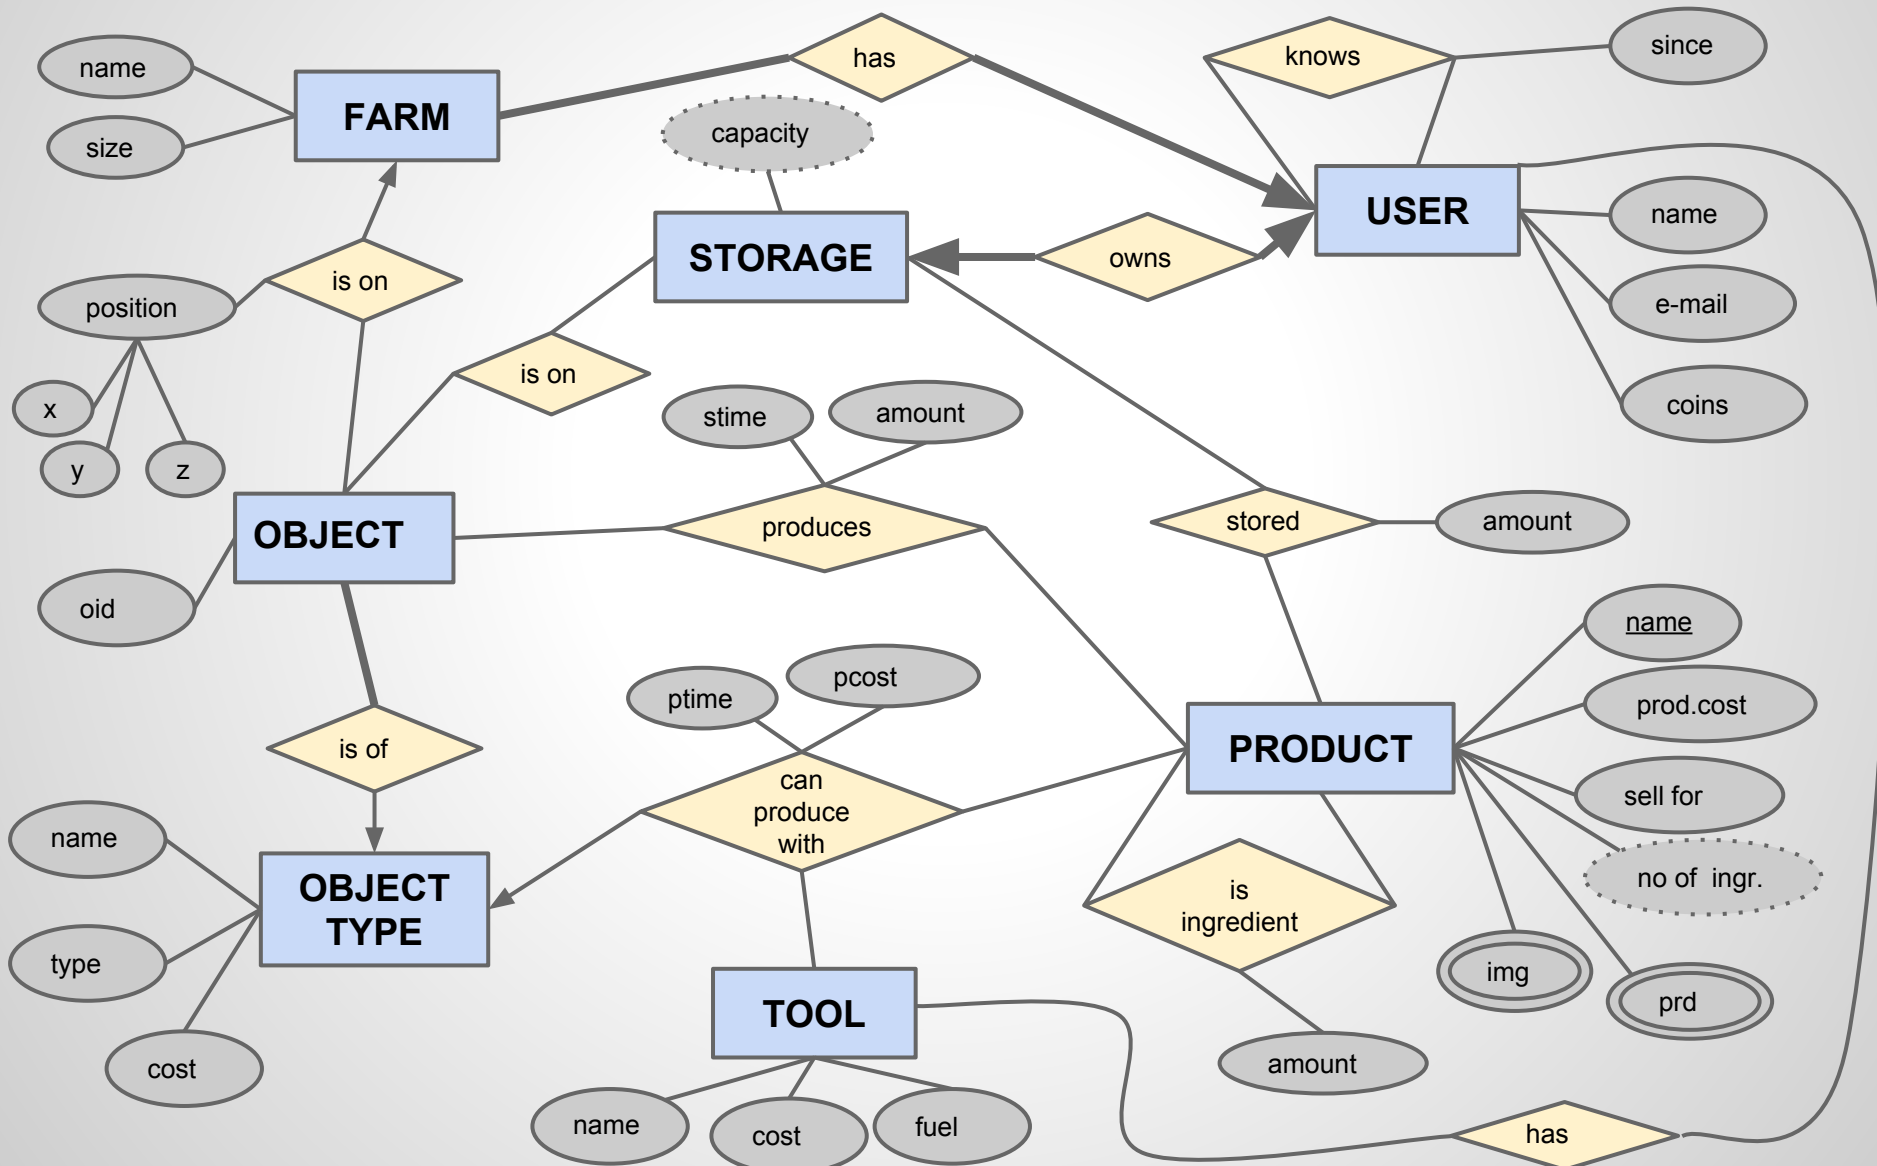 has
knows
since
name
FARM
size
capacity
USER
name
STORAGE
owns
is on
position
e-mail
is on
x
y
z
stime
amount
coins
OBJECT
produces
stored
amount
oid
name
ptime
pcost
prod.cost
is of
PRODUCT
can
produce
with
sell for
name
OBJECT
TYPE
is
ingredient
no of ingr.
type
img
prd
TOOL
cost
amount
name
cost
fuel
has